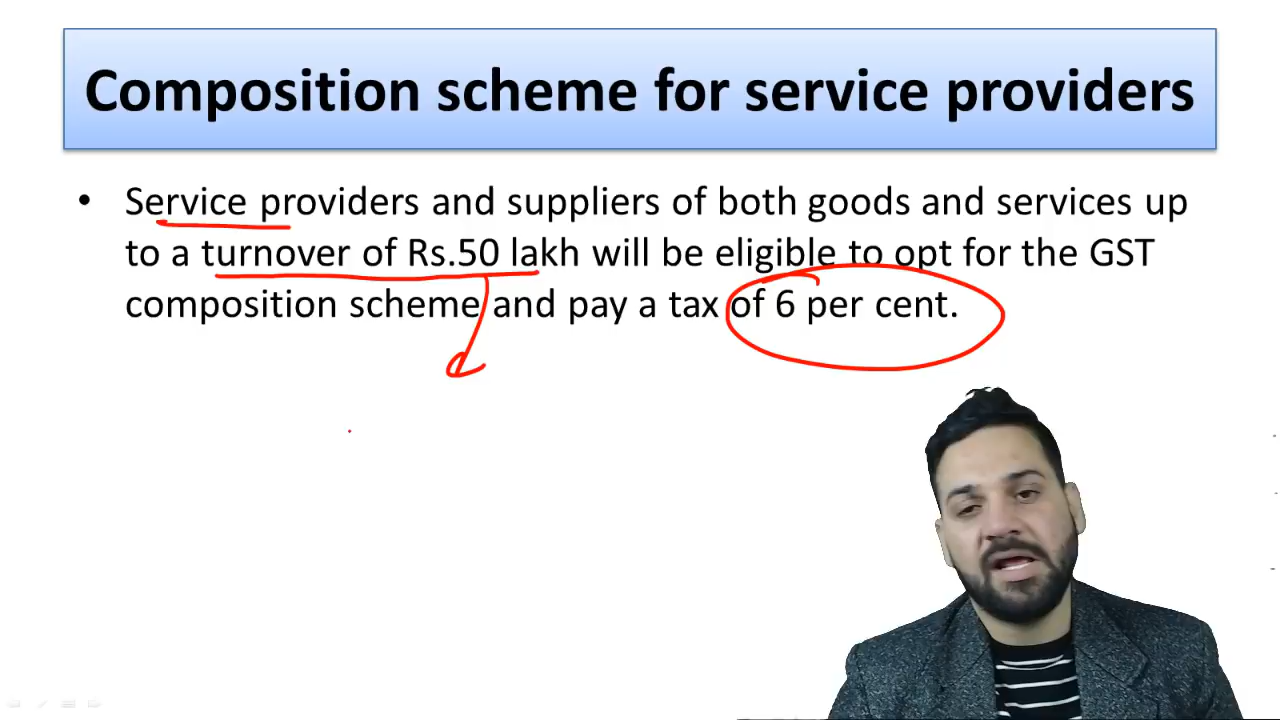 Composition scheme for service providers
• Service providers and suppliers of both goods and services up
to a turnover of Rs.50 lakh will be eligible to opt for the GST
composition scheme and pay a tax of 6 per cent.